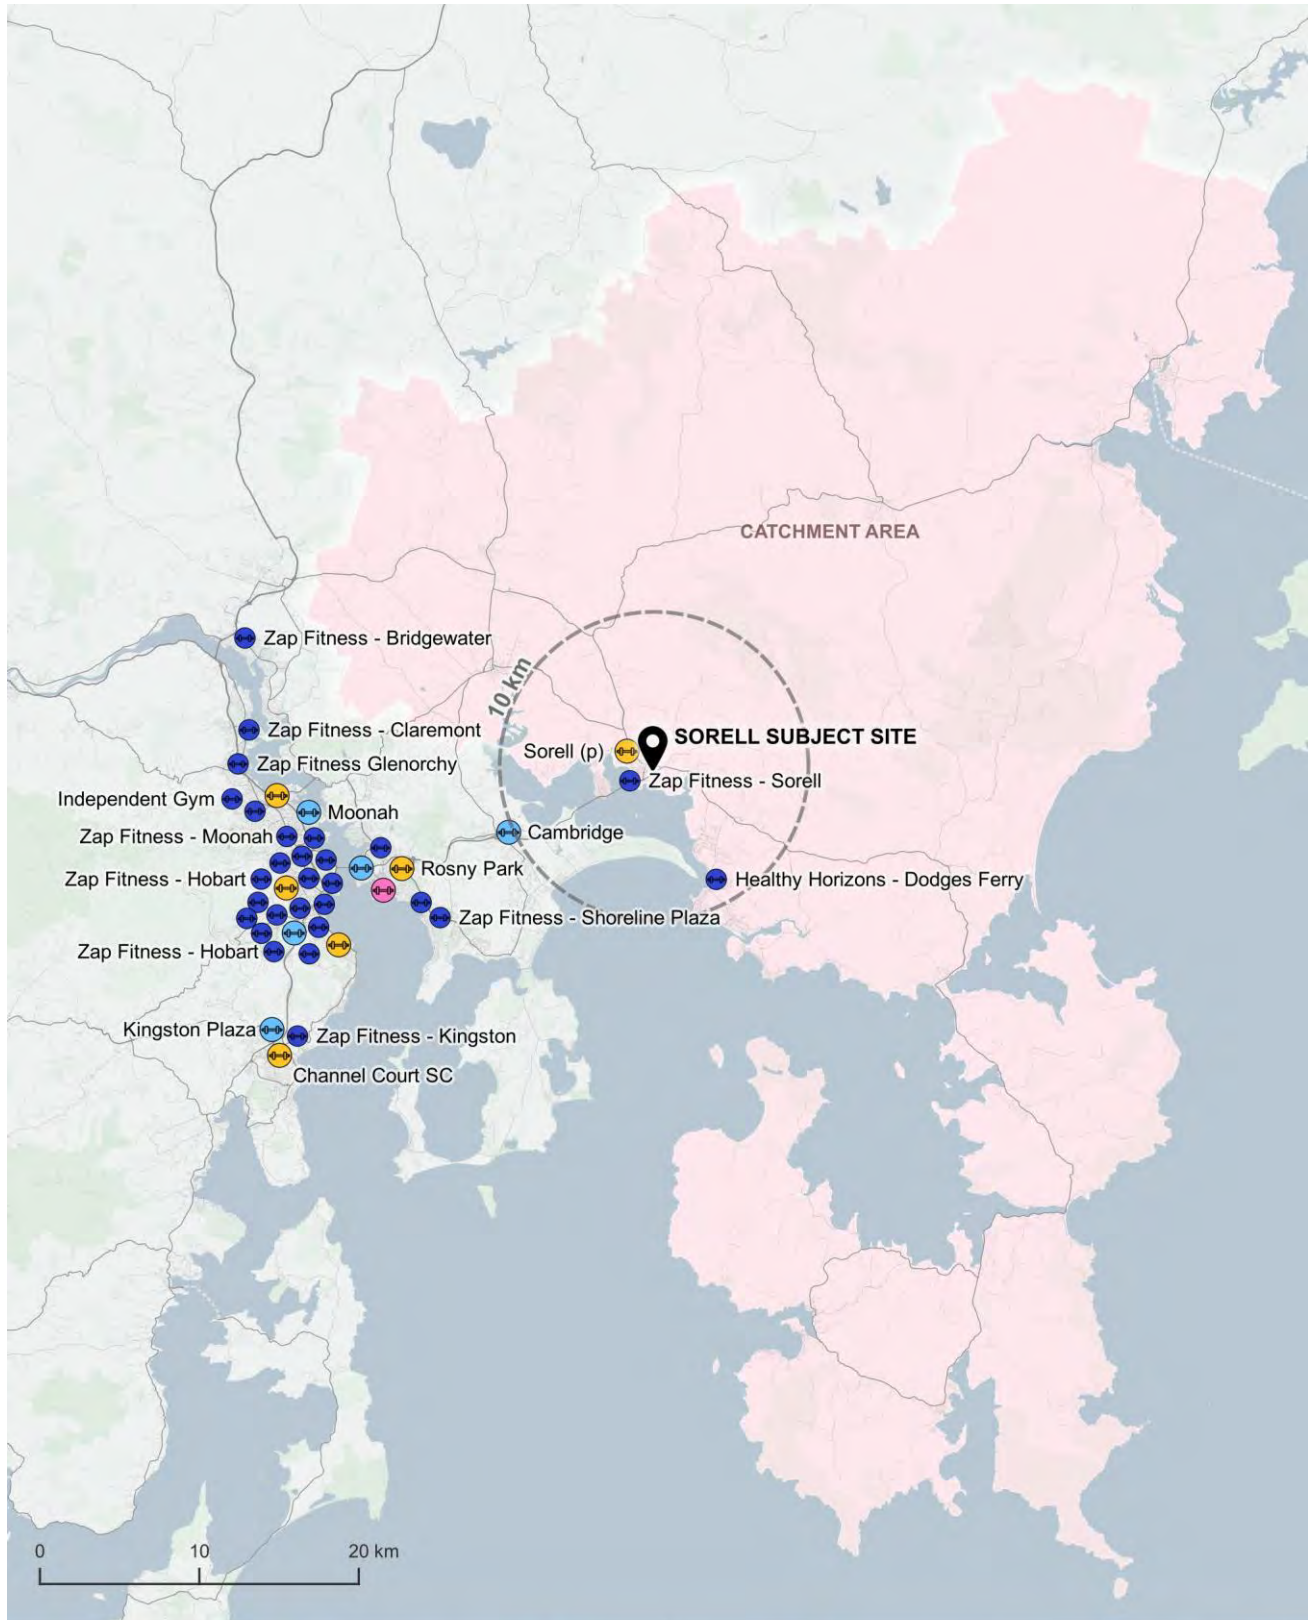 CATCHMENT AREA
Zap Fitness - Bridgewater
10 km
Zap Fitness - Claremont
SORELL SUBJECT SITE
Sorell (p)
Zap Fitness Glenorchy
Zap Fitness - Sorell
Independent Gym
Moonah
Cambridge
Zap Fitness - Moonah
Rosny Park
Zap Fitness - Hobart
Healthy Horizons - Dodges Ferry
Zap Fitness - Shoreline Plaza
Zap Fitness - Hobart
Kingston Plaza
Zap Fitness - Kingston
Channel Court SC
0 10 20 km